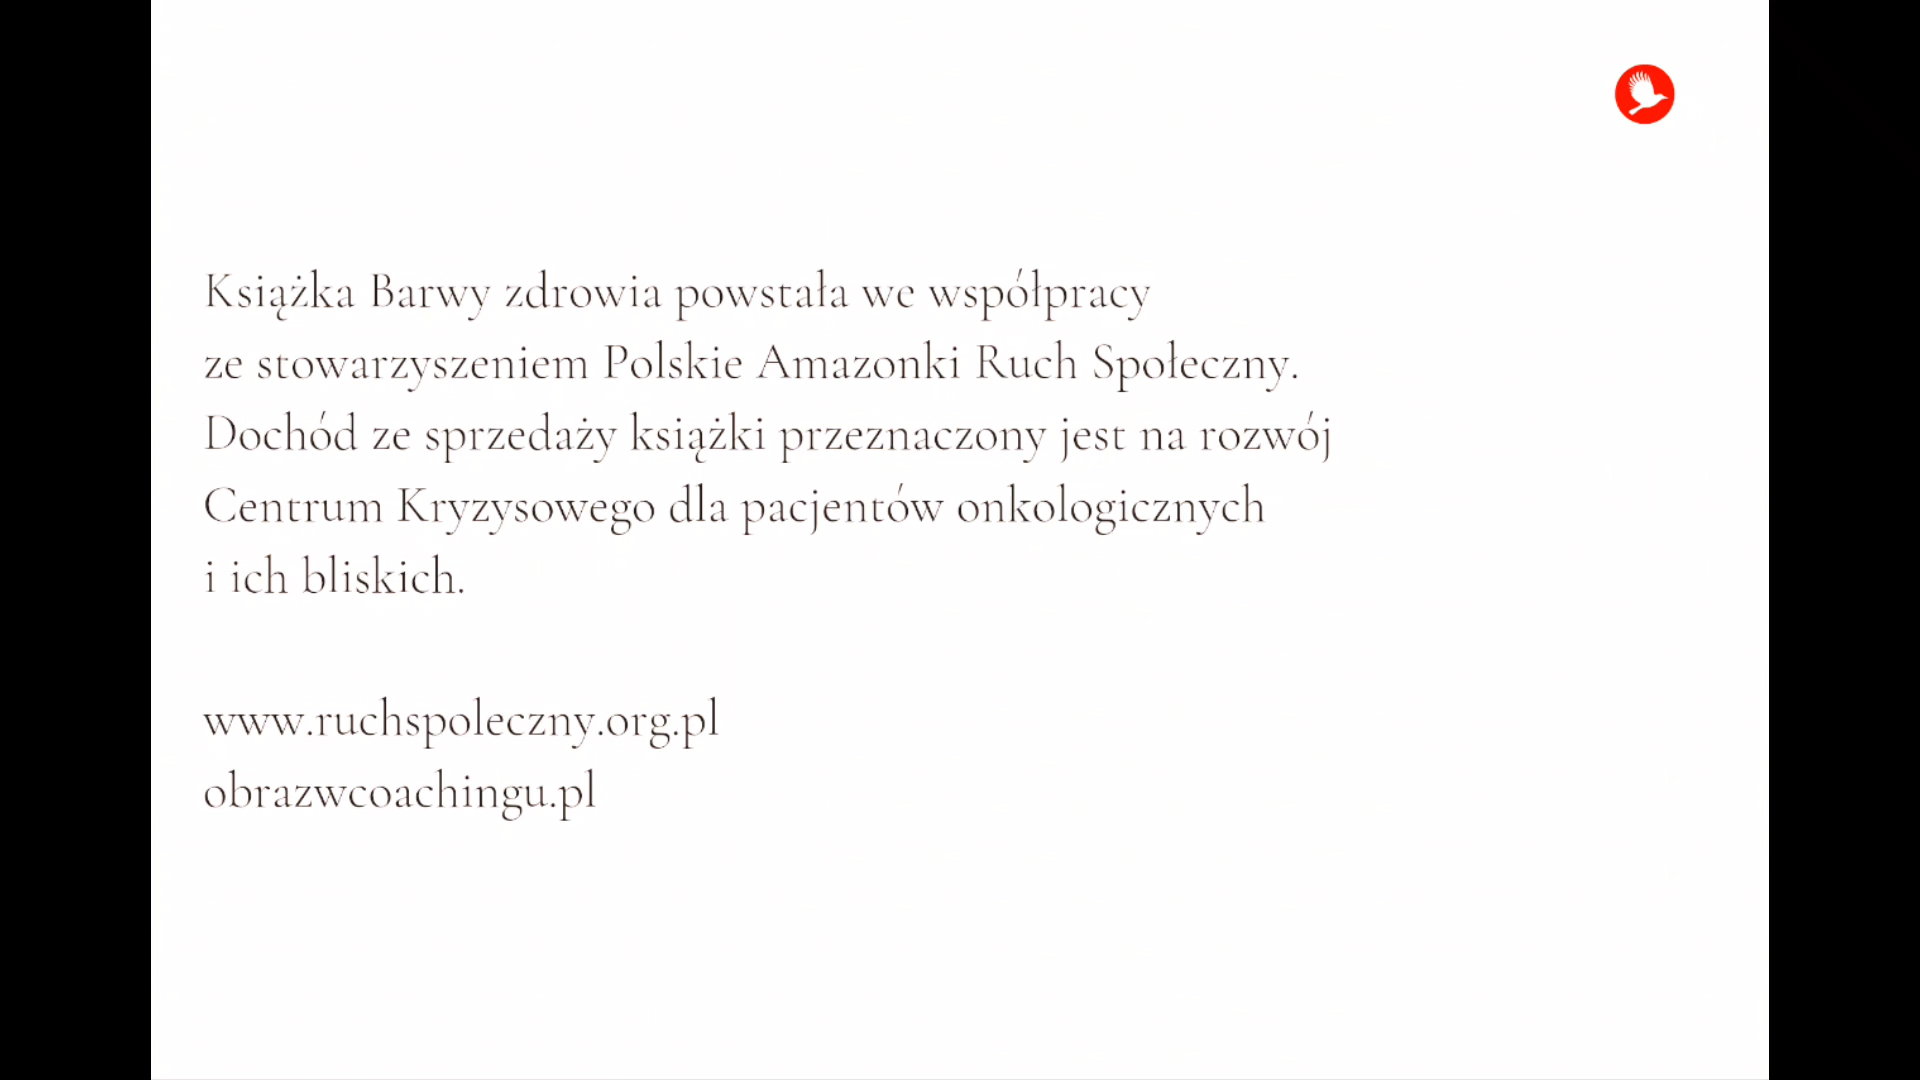 Książka Barwy zdrowia powstała we współpracy
ze stowarzyszeniem Polskie Amazonki Ruch Społeczny.
Dochód ze sprzedaży książki przeznaczony jest na rozwój
Centrum Kryzysowego dla pacjentów onkologicznych
i ich bliskich.
www.ruchspoleczny.org.pl
obrazwcoachingu.pl